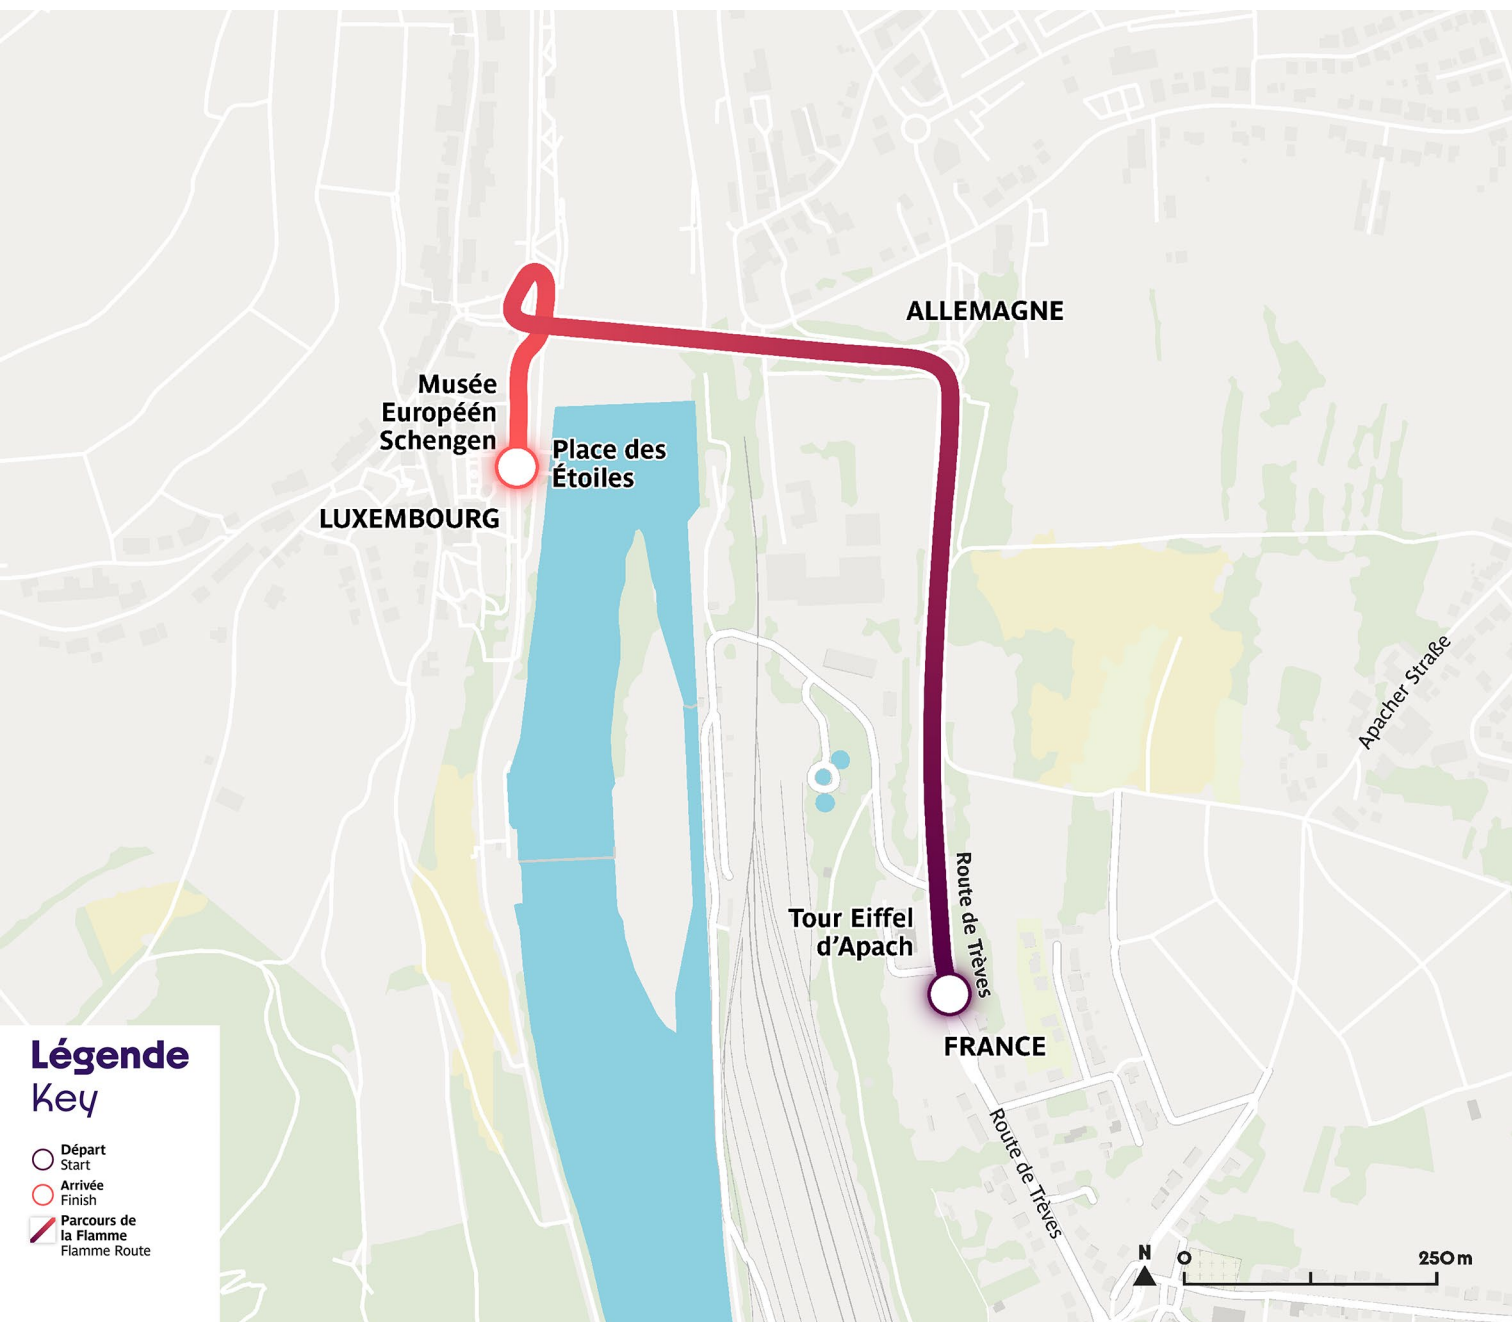 ALLEMAGNE
Musée
Européén
Schengen
Place des
Étoiles
LUXEMBOURG
Apacher Straße
Route de Trèves
Tour Eiffel
d'Apach
FRANCE
Route de Trèves
Légende
Key
Départ
Start
Arrivée
Finish
Parcours de
la Flamme
Flamme Route
N
0
250 m